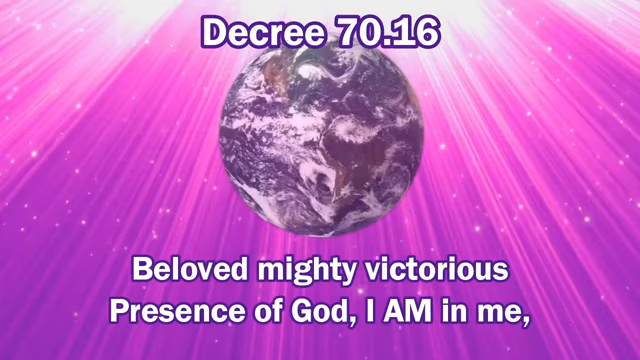 Decree 70.16
Beloved mighty victorious
Presence of God, I AM in me,